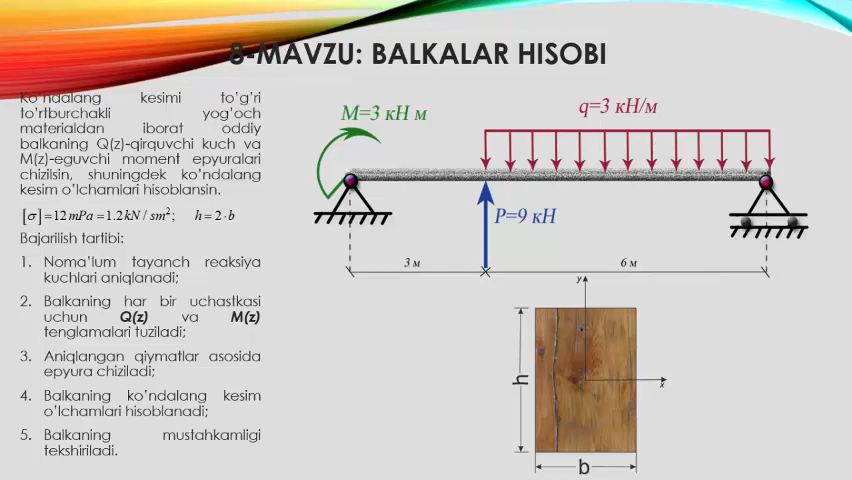 8-MAVZU: BALKALAR HISOBI
Ko'ndalang kesimi to'g'ri
to'rtburchakli yog'och
materialdan iborat oddiy
balkaning Q(z)-qirquvchi kuch va
M(z)-eguvchi moment epyuralari
chizilsin, shuningdek ko'ndalang
kesim o'lchamlari hisoblansin.
[σ]=12 mPa=1.2kN / sm²; h=2·b
Bajarilish tartibi:
1. Noma'lum tayanch reaksiya
kuchlari aniqlanadi;
2. Balkaning har bir uchastkasi
uchun Q(z) va M(z)
tenglamalari tuziladi;
3. Aniqlangan qiymatlar asosida
epyura chiziladi;
4. Balkaning ko'ndalang kesim
o'lchamlari hisoblanadi;
5. Balkaning mustahkamligi
tekshiriladi.
M=3 кН м
q=3 кН/м
P=9 кН
3 м
6 м
y
x
h
b